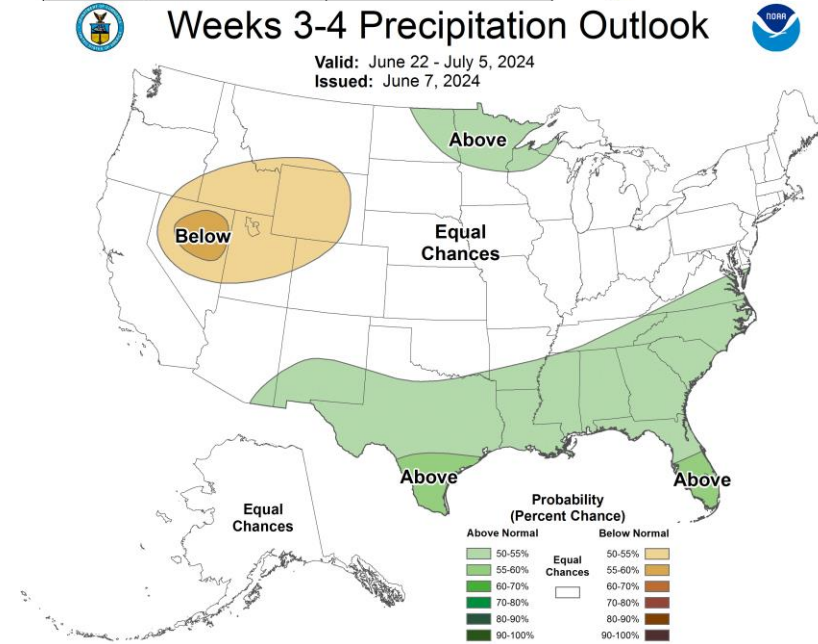 Weeks 3-4 Precipitation Outlook
NOAA
Valid: June 22 - July 5, 2024
Issued: June 7, 2024
Above
Below
Equal
Chances
Above
Above
Equal
Chances
Probability
(Percent Chance)
Above Normal
Below Normal
50-55%
55-60%
60-70%
70-80%
80-90%
90-100%
Equal
Chances
50-55%
55-60%
60-70%
70-80%
80-90%
90-100%